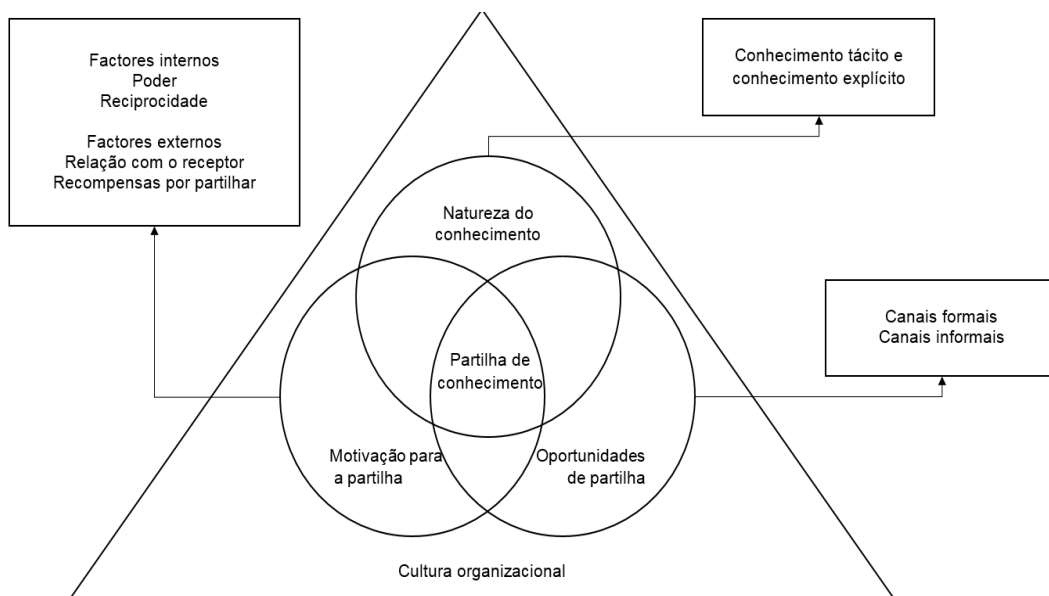 Factores internos
Poder
Reciprocidade
Factores externos
Relação com o receptor
Recompensas por partilhar
Conhecimento tácito e
conhecimento explícito
Natureza do
conhecimento
Canais formais
Canais informais
Partilha de
conhecimento
Motivação para
a partilha
Oportunidades
de partilha
Cultura organizacional